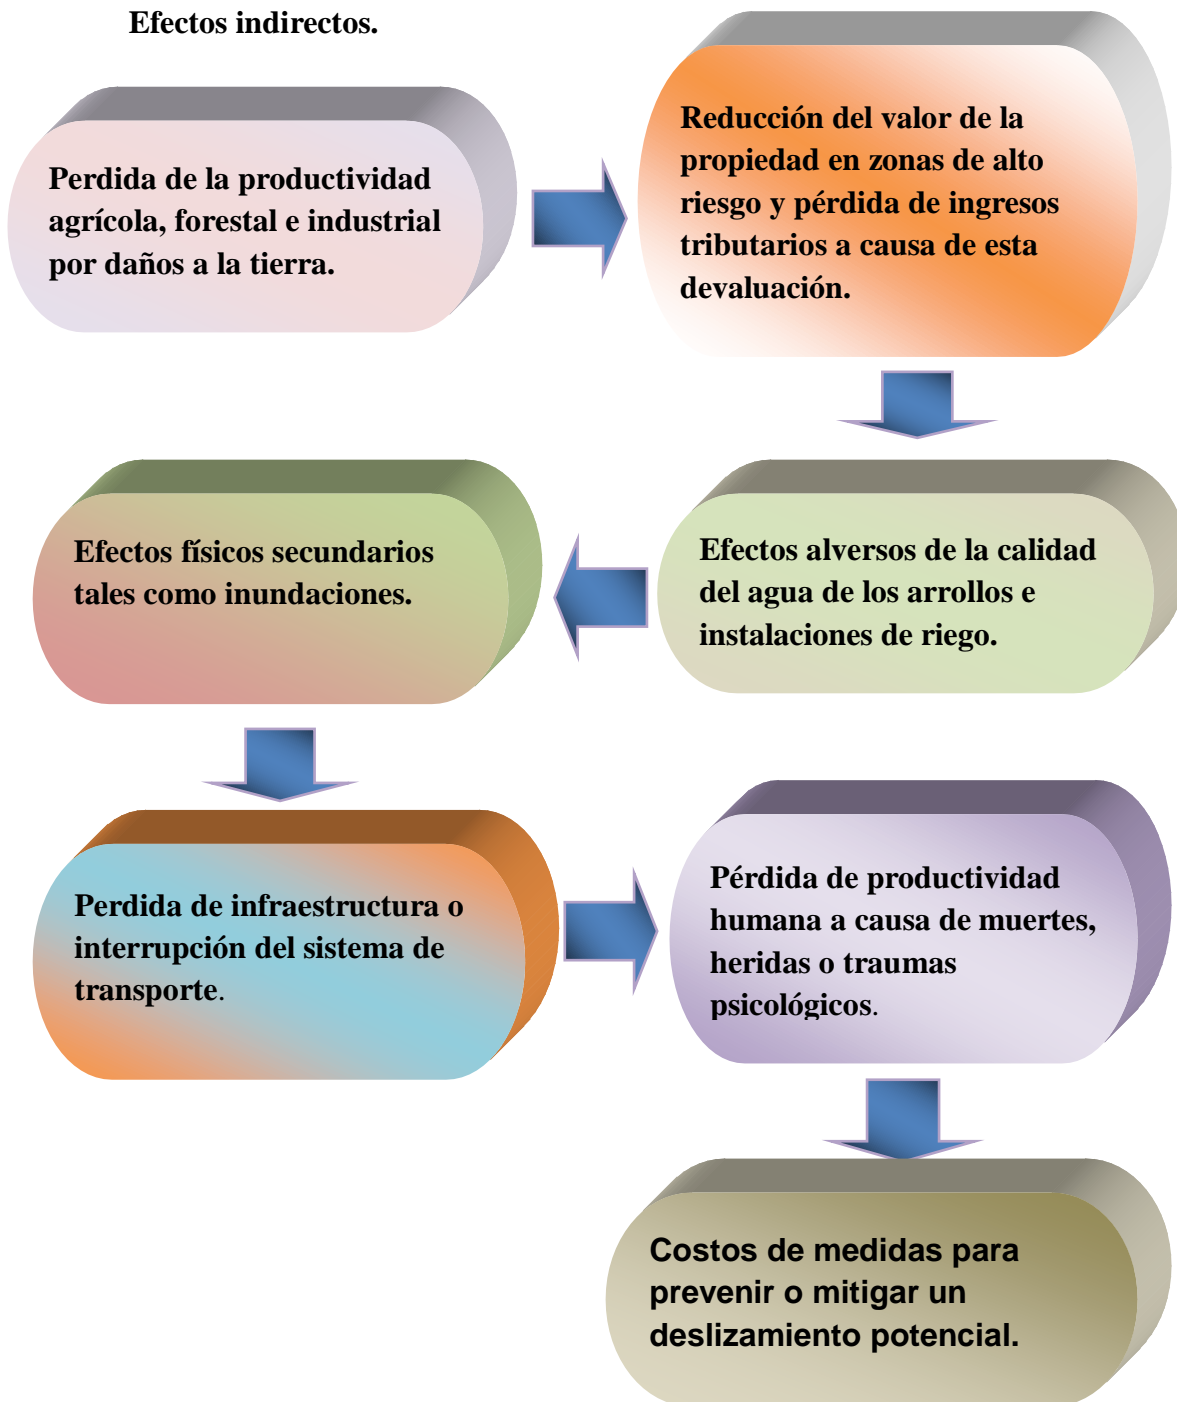 Efectos indirectos.
Perdida de la productividad
agrícola, forestal e industrial
por daños a la tierra.
Reducción del valor de la
propiedad en zonas de alto
riesgo y pérdida de ingresos
tributarios a causa de esta
devaluación.
Efectos alversos de la calidad
del agua de los arrollos e
instalaciones de riego.
Efectos físicos secundarios
tales como inundaciones.
Perdida de infraestructura o
interrupción del sistema de
transporte.
Pérdida de productividad
humana a causa de muertes,
heridas o traumas
psicológicos.
Costos de medidas para
prevenir o mitigar un
deslizamiento potencial.